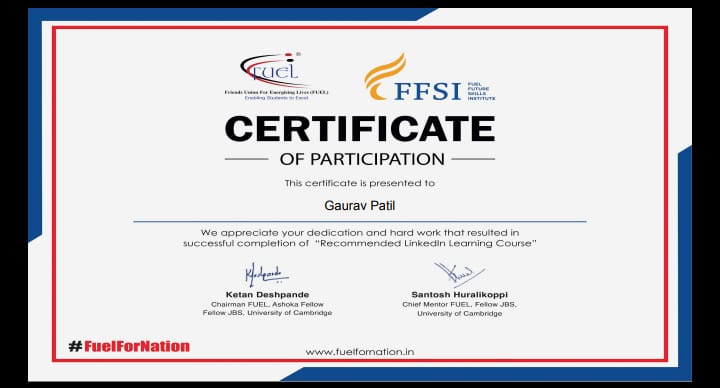 FUEL ®
Friends Union For Energising Lives (FUEL)
Enabling Students to Excel
FFSI
FUEL
FUTURE
SKILLS
INSTITUTE
CERTIFICATE
OF PARTICIPATION
This certificate is presented to
Gaurav Patil
We appreciate your dedication and hard work that resulted in
successful completion of “Recommended LinkedIn Learning Course”
Ketan Deshpande
Chairman FUEL, Ashoka Fellow
Fellow JBS, University of Cambridge
Santosh Huralikoppi
Chief Mentor FUEL, Fellow JBS,
University of Cambridge
#FuelForNation
www.fuelfornation.in